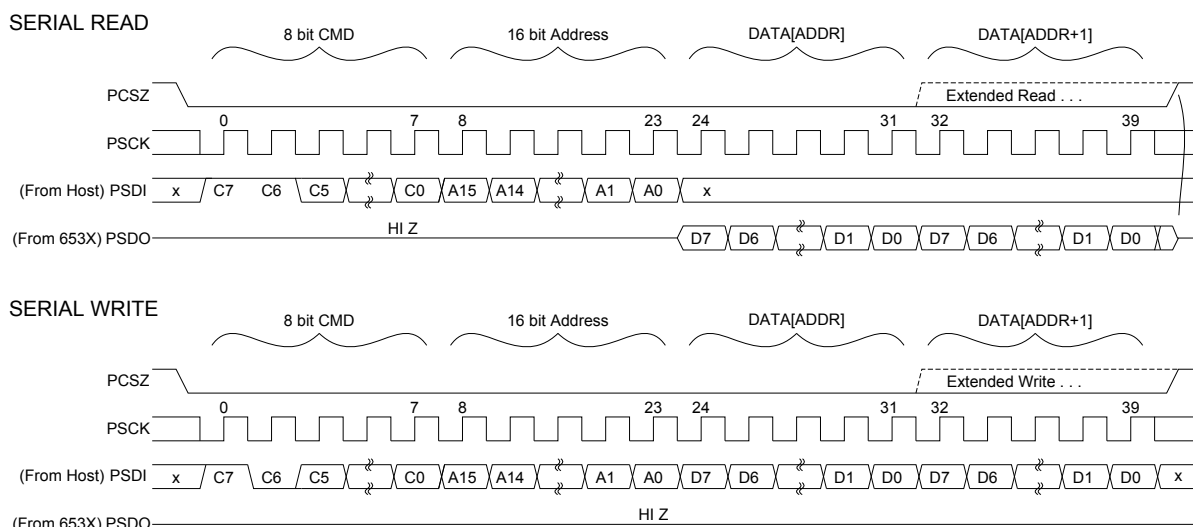 SERIAL READ
8 bit CMD 16 bit Address DATA[ADDR] DATA[ADDR+1]
PCSZ Extended Read . . .
0 7 8 23 24 31 32 39
PSCK
(From Host) PSDI x C7 C6 C5 C0 A15 A14 A1 A0 x
HI Z
(From 653X) PSDO D7 D6 D1 D0 D7 D6 D1 D0
SERIAL WRITE
8 bit CMD 16 bit Address DATA[ADDR] DATA[ADDR+1]
PCSZ Extended Write . . .
0 7 8 23 24 31 32 39
PSCK
(From Host) PSDI x C7 C6 C5 C0 A15 A14 A1 A0 D7 D6 D1 D0 D7 D6 D1 D0 x
HI Z
(From 653X) PSDO